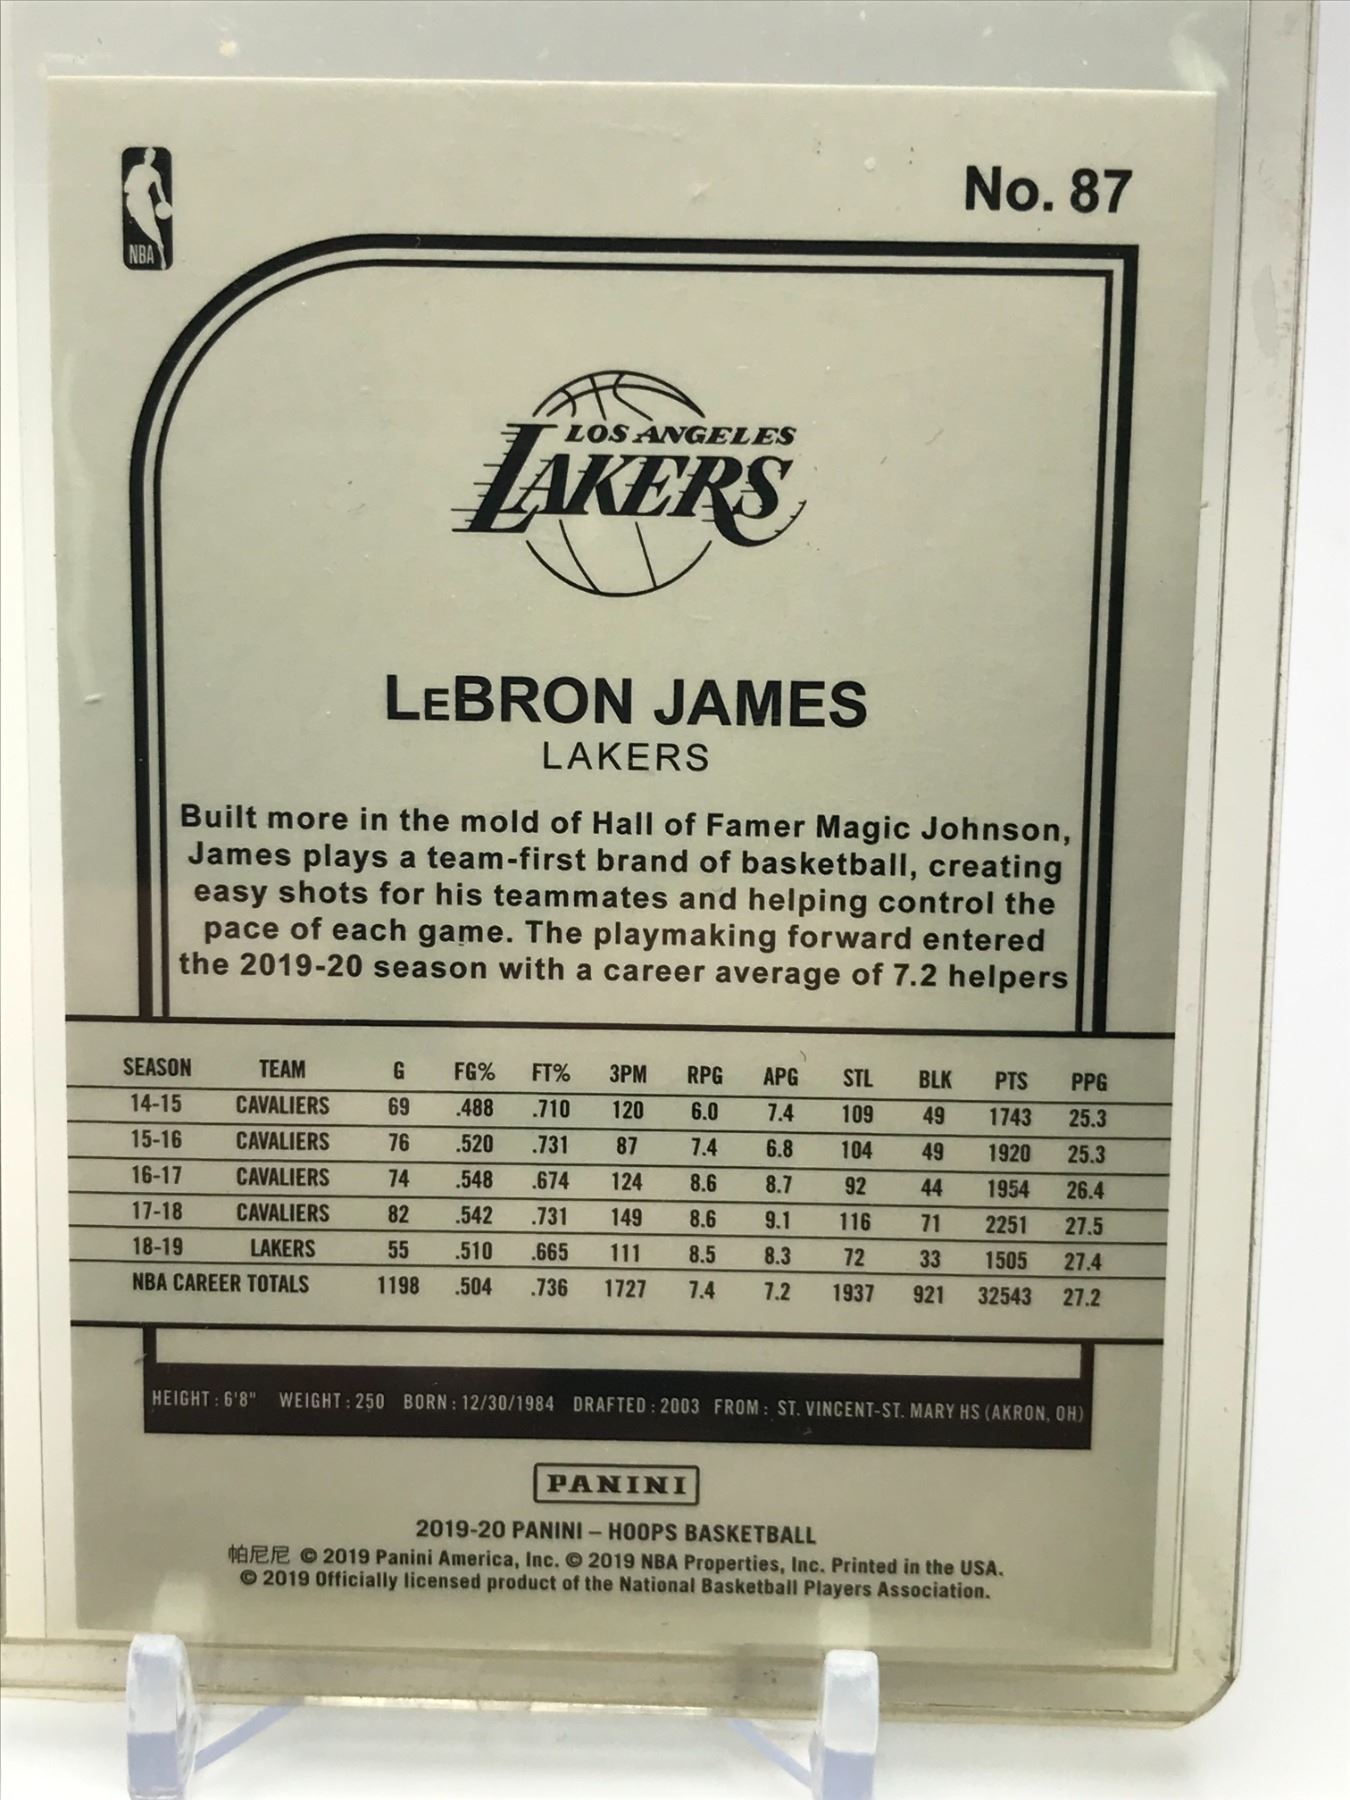 NBA
No. 87
LOS ANGELES
LAKERS
LEBRON JAMES
LAKERS
Built more in the mold of Hall of Famer Magic Johnson,
James plays a team-first brand of basketball, creating
easy shots for his teammates and helping control the
pace of each game. The playmaking forward entered
the 2019-20 season with a career average of 7.2 helpers
SEASON TEAM G FG% FT% 3PM RPG APG STL BLK PTS PPG
14-15 CAVALIERS 69 .488 .710 120 6.0 7.4 109 49 1743 25.3
15-16 CAVALIERS 76 .520 .731 87 7.4 6.8 104 49 1920 25.3
16-17 CAVALIERS 74 .548 .674 124 8.6 8.7 92 44 1954 26.4
17-18 CAVALIERS 82 .542 .731 149 8.6 9.1 116 71 2251 27.5
18-19 LAKERS 55 .510 .665 111 8.5 8.3 72 33 1505 27.4
NBA CAREER TOTALS 1198 .504 .736 1727 7.4 7.2 1937 921 32543 27.2
HEIGHT : 6'8" WEIGHT : 250 BORN : 12/30/1984 DRAFTED : 2003 FROM : ST. VINCENT-ST. MARY HS (AKRON, OH)
PANINI
2019-20 PANINI – HOOPS BASKETBALL
帕尼尼 © 2019 Panini America, Inc. © 2019 NBA Properties, Inc. Printed in the USA.
© 2019 Officially licensed product of the National Basketball Players Association.